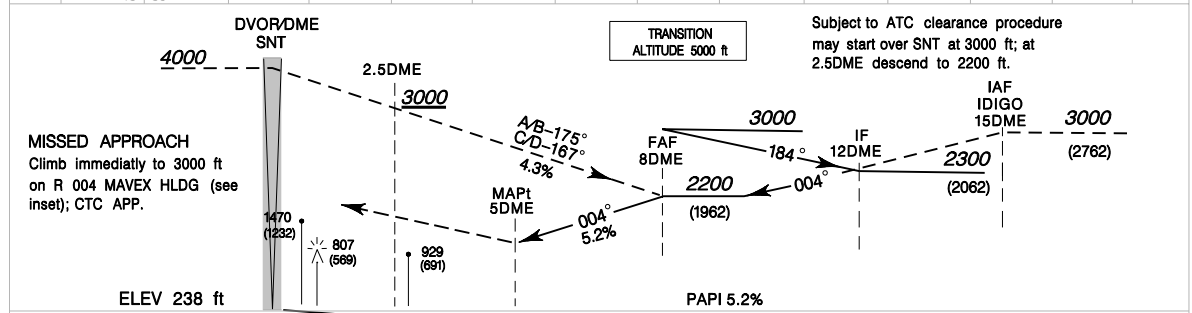 DVOR/DME
SNT
4000
2.5DME
3000
TRANSITION
ALTITUDE 5000 ft
Subject to ATC clearance procedure
may start over SNT at 3000 ft; at
2.5DME descend to 2200 ft.
MISSED APPROACH
Climb immediatly to 3000 ft
on R 004 MAVEX HLDG (see
inset); CTC APP.
A/B-175°
C/D-167°
4.3%
FAF
8DME
3000
184°
IF
12DME
IAF
IDIGO
15DME
3000
(2762)
2300
(2062)
004°
2200
(1962)
MAPt
5DME
004°
5.2%
1470
(1232)
807
(569)
929
(691)
ELEV 238 ft
PAPI 5.2%